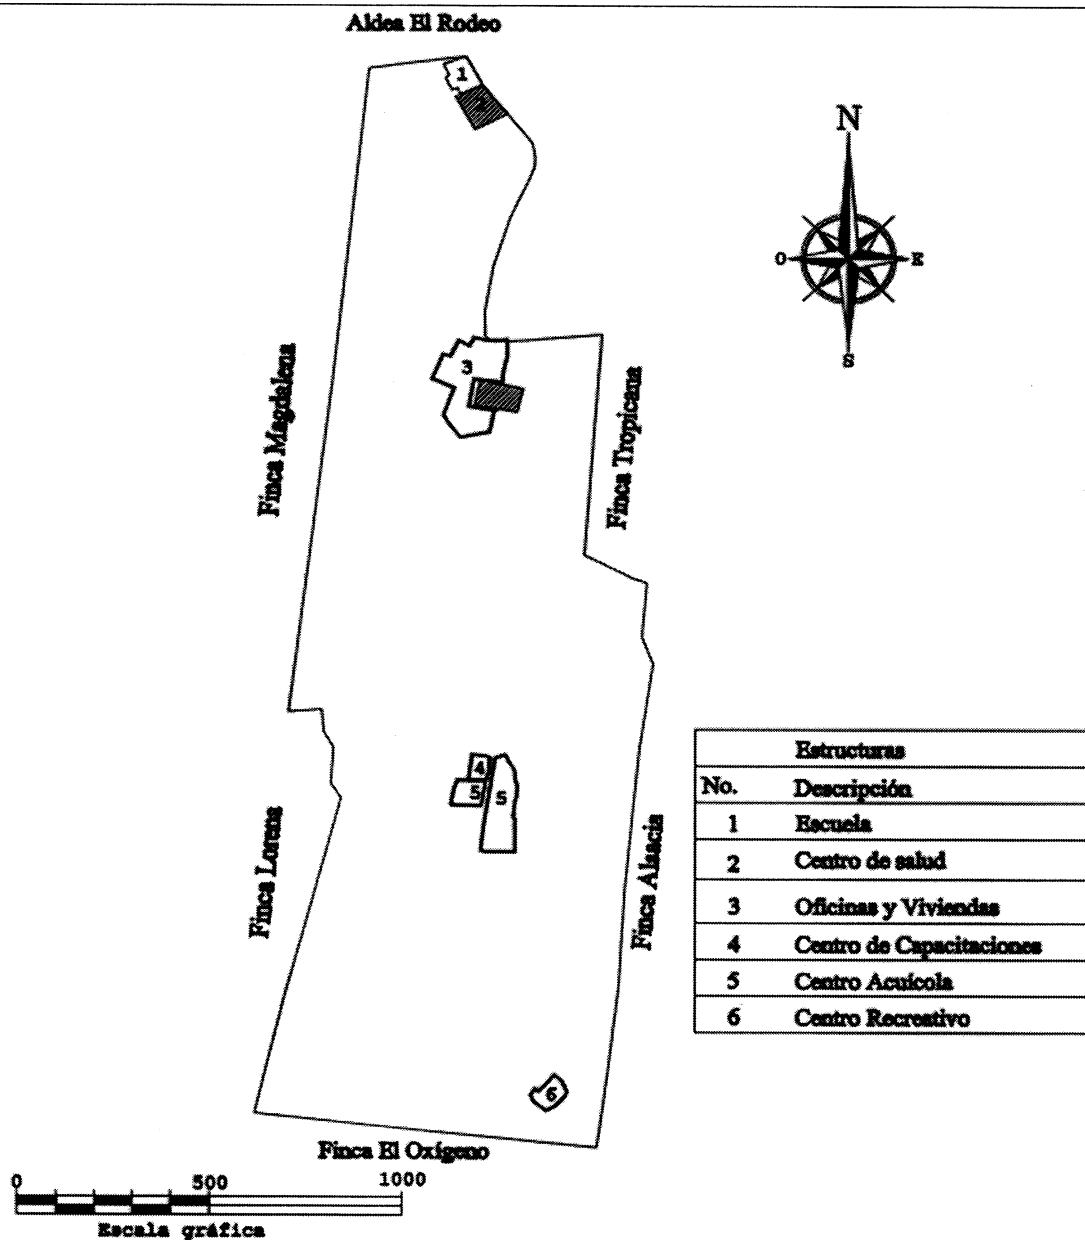 Aldea El Rodeo
1
2
N
O
E
S
3
Finca Magdalena
Finca Tropicana
4
5
5
Finca Lorena
Finca Alsacia
Estructuras
No. Descripción
1 Escuela
2 Centro de salud
3 Oficinas y Viviendas
4 Centro de Capacitaciones
5 Centro Acuícola
6 Centro Recreativo
6
Finca El Oxígeno
0 500 1000
Escala gráfica